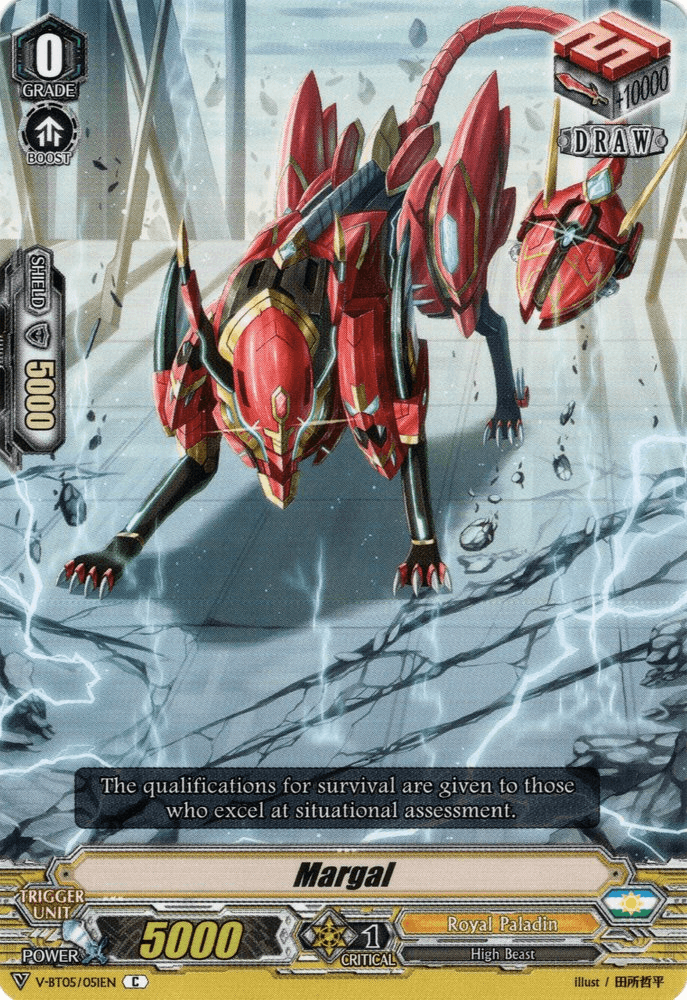 0
GRADE
BOOST
+10000
DRAW
SHIELD
5000
The qualifications for survival are given to those
who excel at situational assessment.
Margal
TRIGGER
UNIT
POWER
5000
1
CRITICAL
Royal Paladin
High Beast
V-BT05/051EN
C
illust / 田所哲平